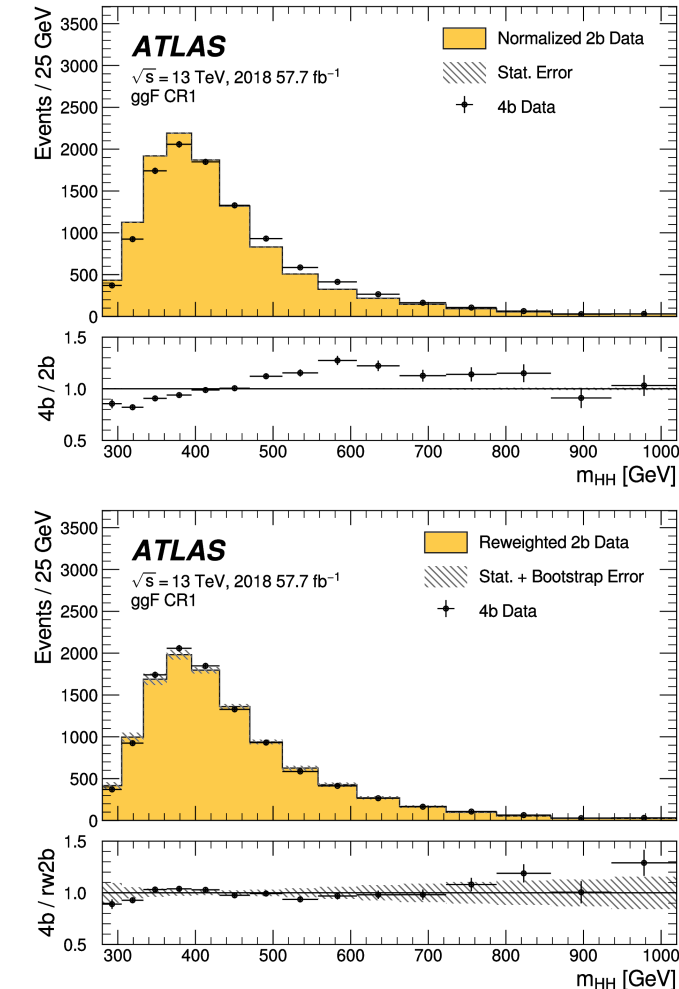 3500
3000
2500
2000
1500
1000
500
0
Events / 25 GeV
ATLAS
√s = 13 TeV, 2018 57.7 fb⁻¹
ggF CR1
Normalized 2b Data
Stat. Error
4b Data
1.5
1.0
0.5
4b / 2b
300 400 500 600 700 800 900 1000
mHH [GeV]
3500
3000
2500
2000
1500
1000
500
0
Events / 25 GeV
ATLAS
√s = 13 TeV, 2018 57.7 fb⁻¹
ggF CR1
Reweighted 2b Data
Stat. + Bootstrap Error
4b Data
1.5
1.0
0.5
4b / rw2b
300 400 500 600 700 800 900 1000
mHH [GeV]